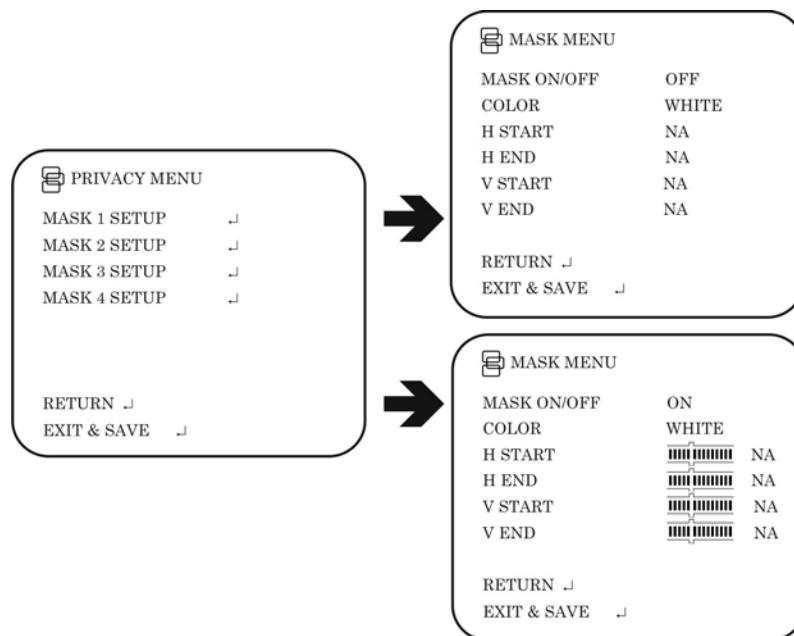 PRIVACY MENU
MASK 1 SETUP ↵
MASK 2 SETUP ↵
MASK 3 SETUP ↵
MASK 4 SETUP ↵
RETURN ↵
EXIT & SAVE ↵
MASK MENU
MASK ON/OFF OFF
COLOR WHITE
H START NA
H END NA
V START NA
V END NA
RETURN ↵
EXIT & SAVE ↵
MASK MENU
MASK ON/OFF ON
COLOR WHITE
H START NA
H END NA
V START NA
V END NA
RETURN ↵
EXIT & SAVE ↵